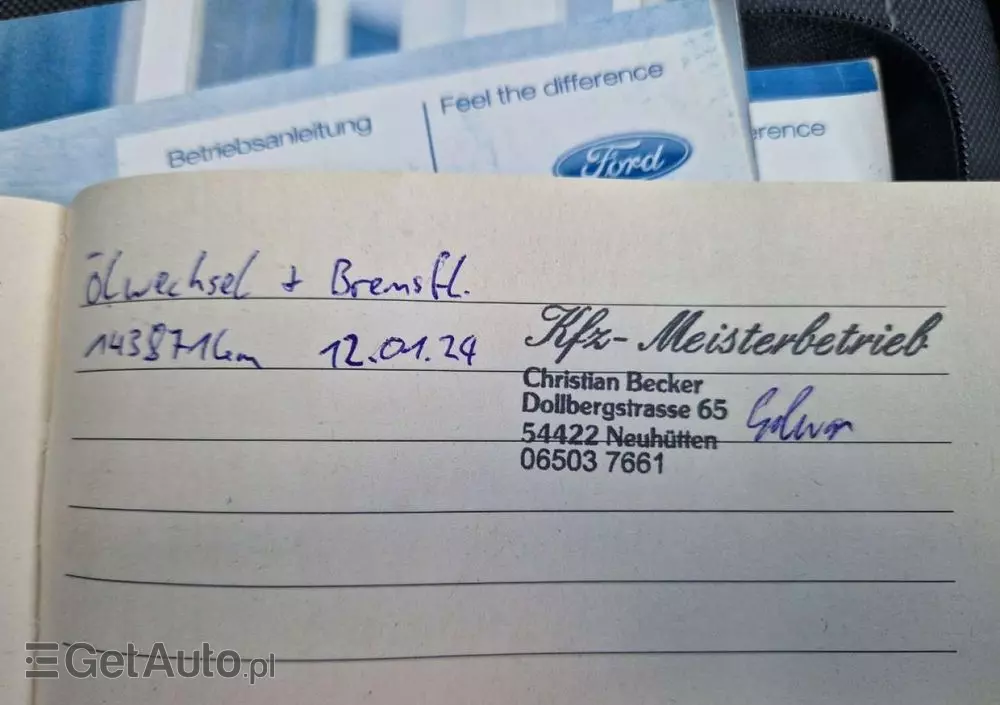 Betriebsanleitung
Feel the difference
Ford
erence
Ölwechsel + Bremsfl.
143871km 12.01.24
Kfz-Meisterbetrieb
Christian Becker
Dollbergstrasse 65
54422 Neuhütten
06503 7661
GetAuto.pl